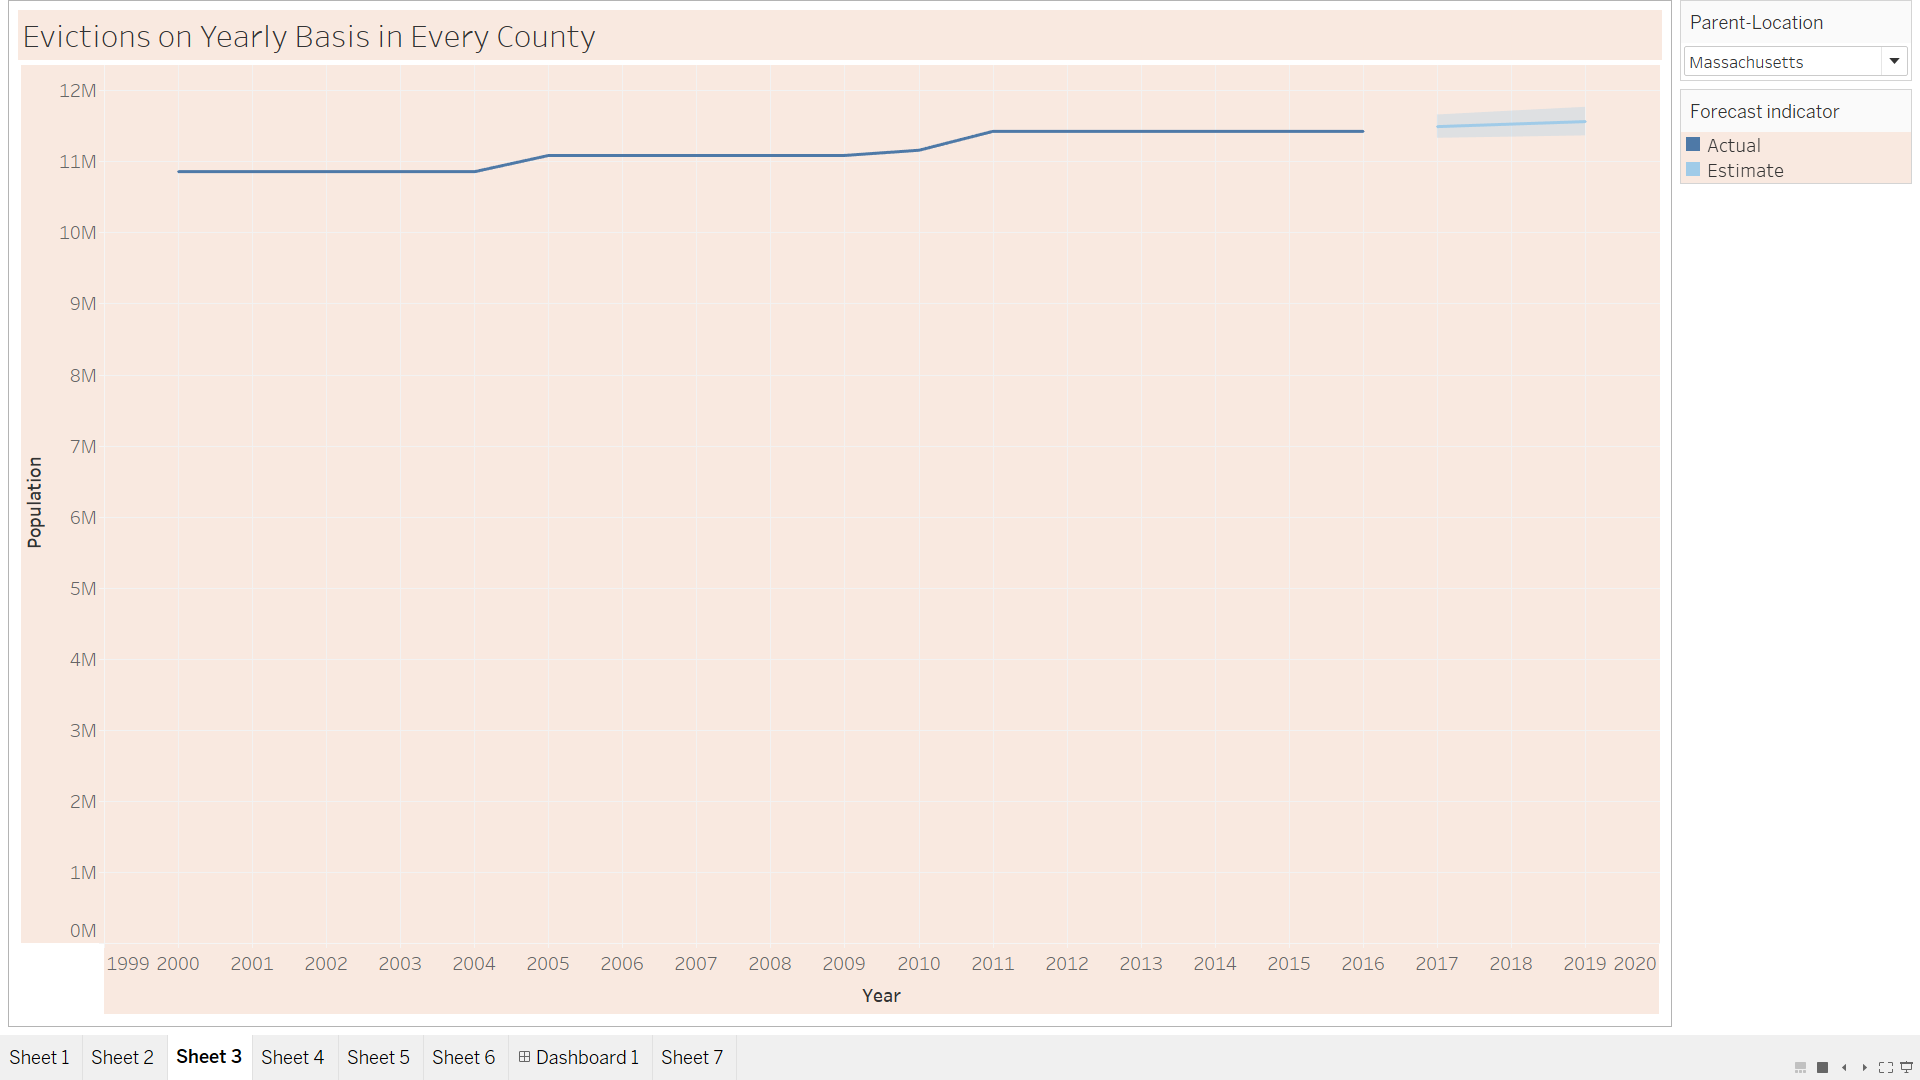 Evictions on Yearly Basis in Every County
Parent-Location
Massachusetts
Forecast indicator
Actual
Estimate
12M
11M
10M
9M
8M
7M
6M
5M
4M
3M
2M
1M
0M
Population
1999 2000 2001 2002 2003 2004 2005 2006 2007 2008 2009 2010 2011 2012 2013 2014 2015 2016 2017 2018 2019 2020
Year
Sheet 1 Sheet 2 Sheet 3 Sheet 4 Sheet 5 Sheet 6 Dashboard 1 Sheet 7